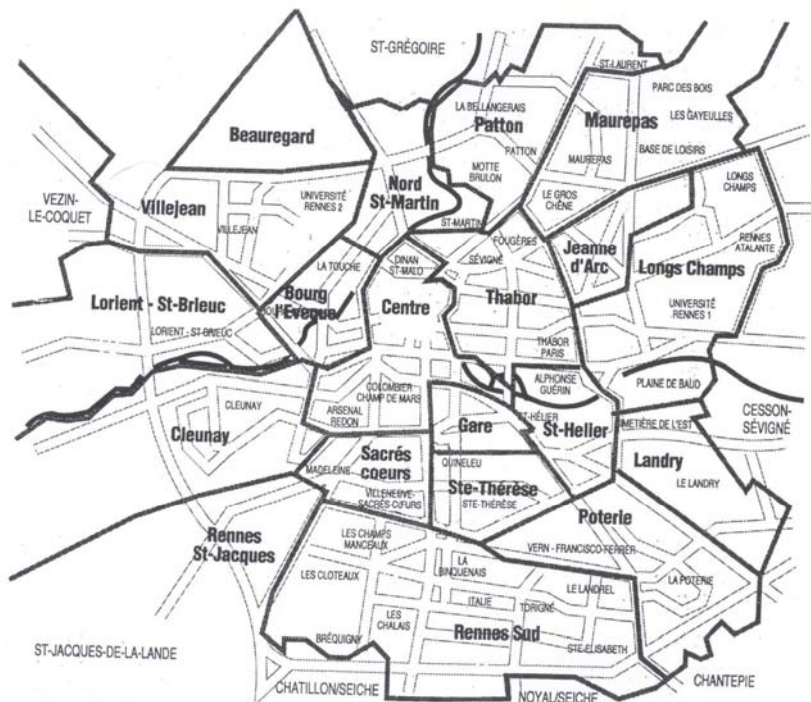 ST-GRÉGOIRE
ST-LAURENT
PARC DES BOIS
LA BELLANGERAIS
LES GAYEULLES
Beauregard
Patton
Maurepas
PATTON
BASE DE LOISIRS
MAUREPAS
MOTTE
BRULON
LONGS
CHAMPS
Nord
St-Martin
UNIVERSITÉ
RENNES 2
LE GROS
CHÊNE
VEZIN-
LE-COQUET
Villejean
VILLEJEAN
ST-MARTIN
FOUGÈRES
Jeanne
d'Arc
RENNES
ATALANTE
LA TOUCHE
DINAN
ST-MALO
SÉVIGNÉ
Longs Champs
Lorient - St-Brieuc
Bourg
l'Eveque
Centre
Thabor
UNIVERSITÉ
RENNES 1
LORIENT - ST-BRIEUC
THABOR
PARIS
ALPHONSE
GUÉRIN
PLAINE DE BAUD
COLOMBIER
CHAMP DE MARS
CLEUNAY
ARSENAL
REDON
CESSON-
SÉVIGNÉ
Cleunay
Gare
ST-HÉLIER
St-Helier
CIMETIÈRE DE L'EST
Sacrés
coeurs
MADELEINE
QUINELEU
Landry
LE LANDRY
Ste-Thérèse
STE-THÉRÈSE
VILLENEUVE-
SACRÉS-CŒURS
Poterie
Rennes
St-Jacques
LES CHAMPS
MANCEAUX
VERN - FRANCISCO-FERRER
LA
BINQUENAIS
LES CLOTEAUX
LE LANDREL
LA POTERIE
ITALIE
TORIGNÉ
LES
CHALAIS
Rennes Sud
BRÉQUIGNY
STE-ELISABETH
ST-JACQUES-DE-LA-LANDE
CHATILLON/SEICHE
NOYAL/SEICHE
CHANTEPIE